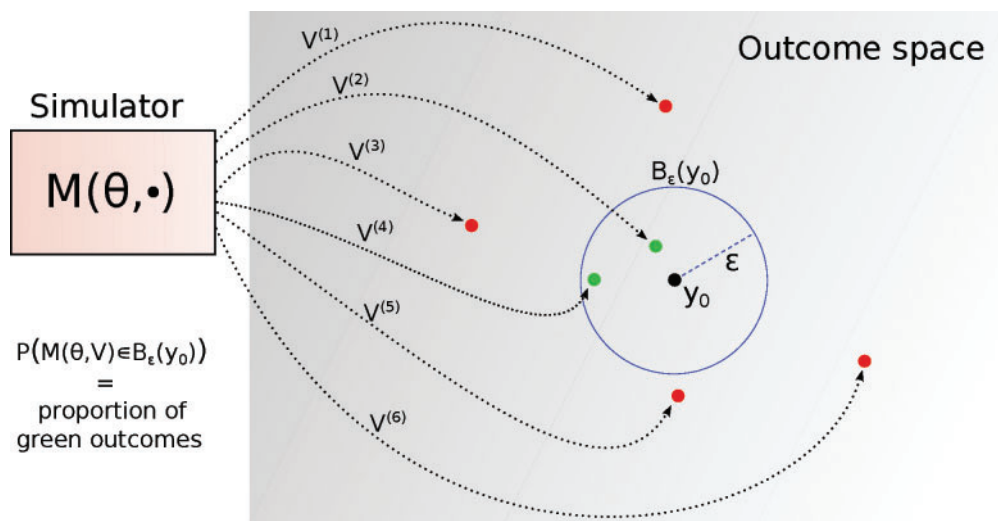 Outcome space
Simulator
M(θ,•)
V⁽¹⁾
V⁽²⁾
V⁽³⁾
V⁽⁴⁾
V⁽⁵⁾
V⁽⁶⁾
Bε(y₀)
ε
y₀
P(M(θ,V)∈Bε(y₀))
=
proportion of
green outcomes